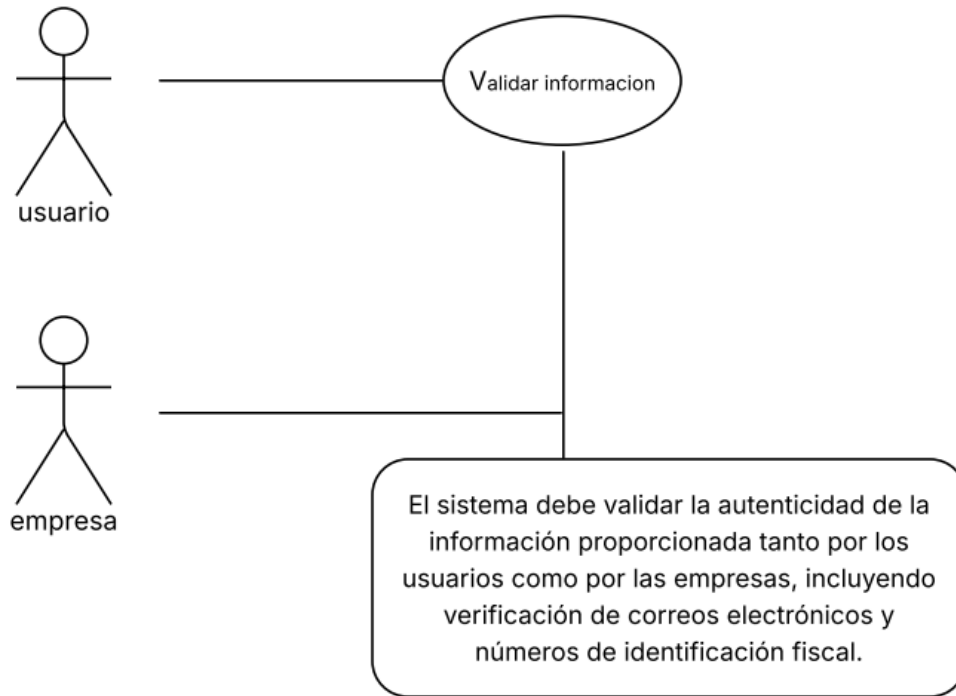 Validar informacion
usuario
empresa
El sistema debe validar la autenticidad de la
información proporcionada tanto por los
usuarios como por las empresas, incluyendo
verificación de correos electrónicos y
números de identificación fiscal.